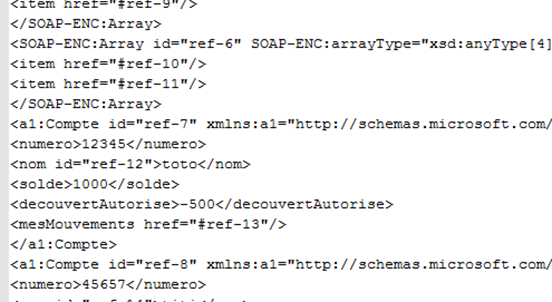 <item href="#ref-9"/>
</SOAP-ENC:Array>
<SOAP-ENC:Array id="ref-6" SOAP-ENC:arrayType="xsd:anyType[4]
<item href="#ref-10"/>
<item href="#ref-11"/>
</SOAP-ENC:Array>
<a1:Compte id="ref-7" xmlns:a1="http://schemas.microsoft.com/
<numero>12345</numero>
<nom id="ref-12">toto</nom>
<solde>1000</solde>
<decouvertAutorise>-500</decouvertAutorise>
<mesMouvements href="#ref-13"/>
</a1:Compte>
<a1:Compte id="ref-8" xmlns:a1="http://schemas.microsoft.com/
<numero>45657</numero>